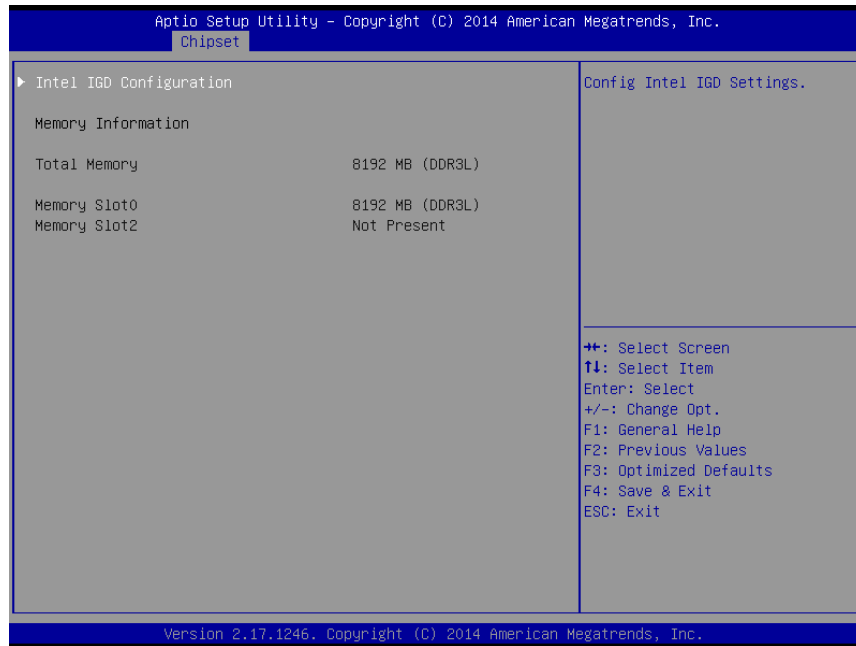 Aptio Setup Utility – Copyright (C) 2014 American Megatrends, Inc.
Chipset
▶ Intel IGD Configuration
Memory Information
Total Memory 8192 MB (DDR3L)
Memory Slot0 8192 MB (DDR3L)
Memory Slot2 Not Present
Config Intel IGD Settings.
→←: Select Screen
↑↓: Select Item
Enter: Select
+/-: Change Opt.
F1: General Help
F2: Previous Values
F3: Optimized Defaults
F4: Save & Exit
ESC: Exit
Version 2.17.1246. Copyright (C) 2014 American Megatrends, Inc.